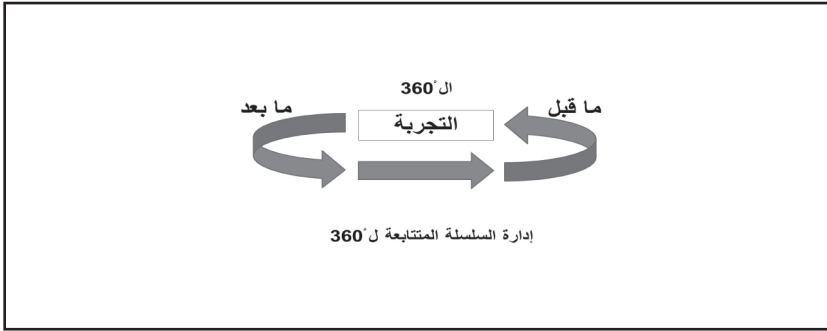 ال°360
ما قبل
التجربة
ما بعد
إدارة السلسلة المتتابعة ل°360